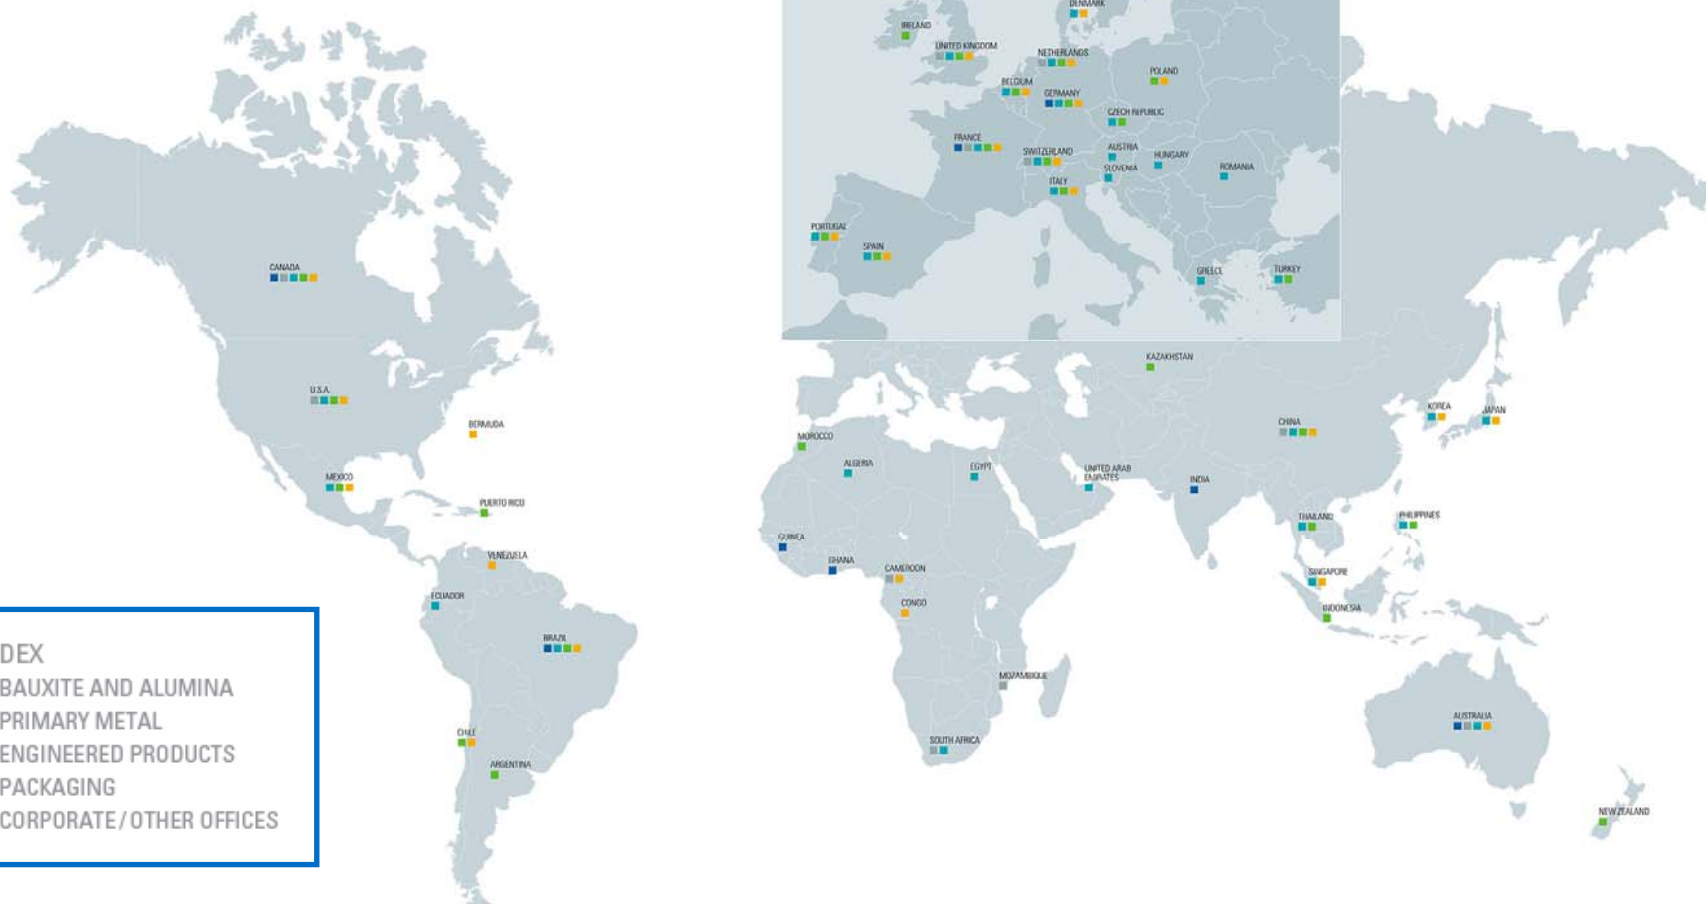 DENMARK
IRELAND
UNITED KINGDOM
NETHERLANDS
POLAND
BELGIUM
GERMANY
CZECH REPUBLIC
FRANCE
SWITZERLAND
AUSTRIA
HUNGARY
SLOVENIA
ROMANIA
ITALY
PORTUGAL
SPAIN
GREECE
TURKEY
CANADA
U.S.A.
BERMUDA
MEXICO
PUERTO RICO
VENEZUELA
ECUADOR
BRAZIL
CHILE
ARGENTINA
KAZAKHSTAN
KOREA
JAPAN
CHINA
MOROCCO
ALGERIA
EGYPT
UNITED ARAB
EMIRATES
INDIA
THAILAND
PHILIPPINES
GUINEA
GHANA
CAMEROON
SINGAPORE
CONGO
INDONESIA
MOZAMBIQUE
SOUTH AFRICA
AUSTRALIA
NEW ZEALAND
DEX
BAUXITE AND ALUMINA
PRIMARY METAL
ENGINEERED PRODUCTS
PACKAGING
CORPORATE / OTHER OFFICES